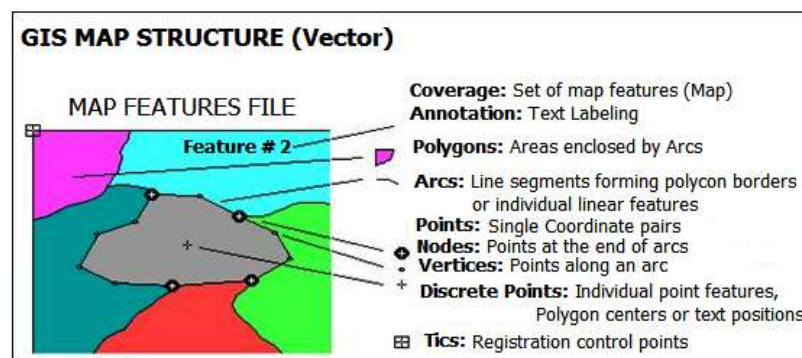 GIS MAP STRUCTURE (Vector)
MAP FEATURES FILE
Feature # 2
Coverage: Set of map features (Map)
Annotation: Text Labeling
Polygons: Areas enclosed by Arcs
Arcs: Line segments forming polycon borders
or individual linear features
Points: Single Coordinate pairs
Nodes: Points at the end of arcs
Vertices: Points along an arc
Discrete Points: Individual point features,
Polygon centers or text positions
Tics: Registration control points